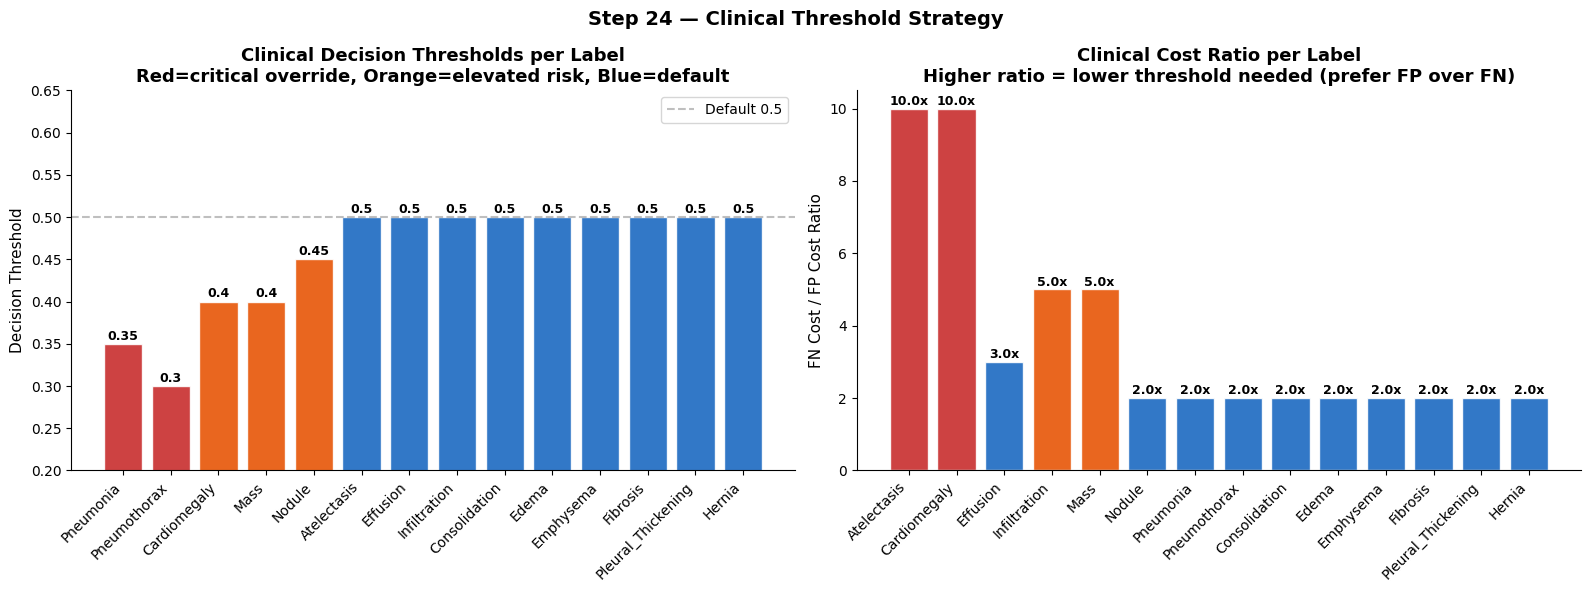 Step 24 — Clinical Threshold Strategy
Clinical Decision Thresholds per Label
Red=critical override, Orange=elevated risk, Blue=default
Decision Threshold
0.65
0.60
0.55
0.50
0.45
0.40
0.35
0.30
0.25
0.20
Default 0.5
0.35
0.3
0.4
0.4
0.45
0.5
0.5
0.5
0.5
0.5
0.5
0.5
0.5
0.5
Pneumonia
Pneumothorax
Cardiomegaly
Mass
Nodule
Atelectasis
Effusion
Infiltration
Consolidation
Edema
Emphysema
Fibrosis
Pleural_Thickening
Hernia
Clinical Cost Ratio per Label
Higher ratio = lower threshold needed (prefer FP over FN)
FN Cost / FP Cost Ratio
10
8
6
4
2
0
10.0x
10.0x
3.0x
5.0x
5.0x
2.0x
2.0x
2.0x
2.0x
2.0x
2.0x
2.0x
2.0x
2.0x
Atelectasis
Cardiomegaly
Effusion
Infiltration
Mass
Nodule
Pneumonia
Pneumothorax
Consolidation
Edema
Emphysema
Fibrosis
Pleural_Thickening
Hernia